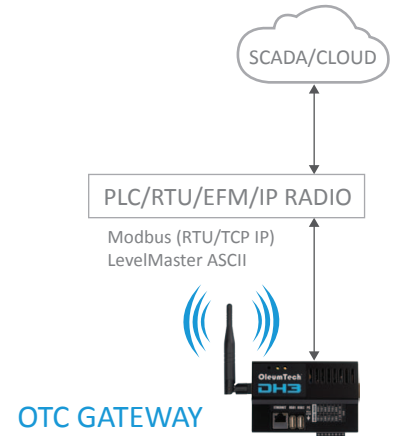 SCADA/CLOUD
PLC/RTU/EFM/IP RADIO
Modbus (RTU/TCP IP)
LevelMaster ASCII
OleumTech
DH3
OTC GATEWAY